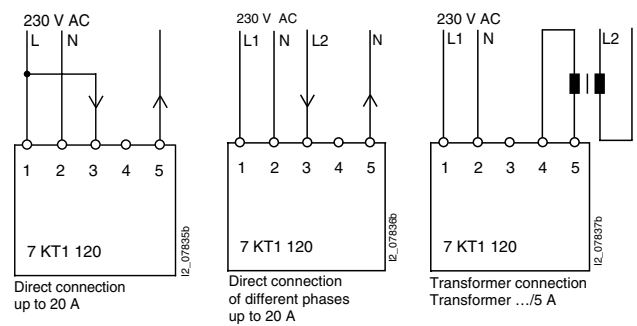 230 V AC
L N
1 2 3 4 5
7 KT1 120
I2_07835b
Direct connection
up to 20 A
230 V AC
L1 N L2 N
1 2 3 4 5
7 KT1 120
I2_07836b
Direct connection
of different phases
up to 20 A
230 V AC
L1 N L2
1 2 3 4 5
7 KT1 120
I2_07837b
Transformer connection
Transformer .../5 A